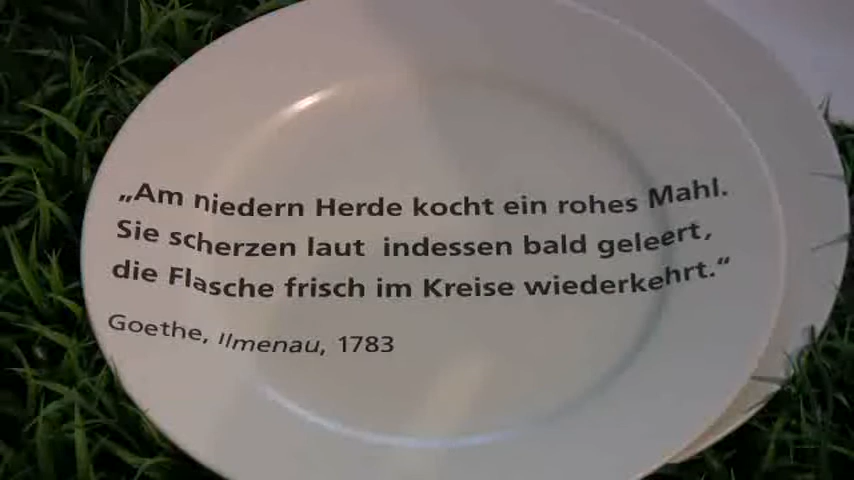 „Am niedern Herde kocht ein rohes Mahl.
Sie scherzen laut indessen bald geleert,
die Flasche frisch im Kreise wiederkehrt.“
Goethe, Ilmenau, 1783